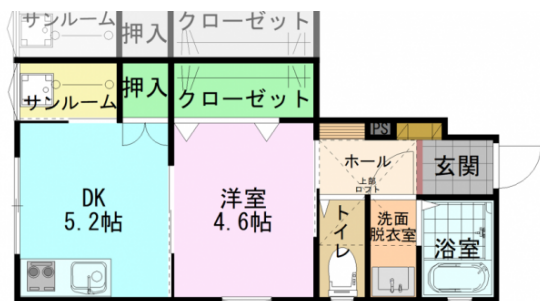 サンルーム
押入
クローゼット
サンルーム
押入
クローゼット
PS
ホール
玄関
上部
ロフト
DK
5.2帖
洋室
4.6帖
トイレ
洗面
脱衣室
浴室